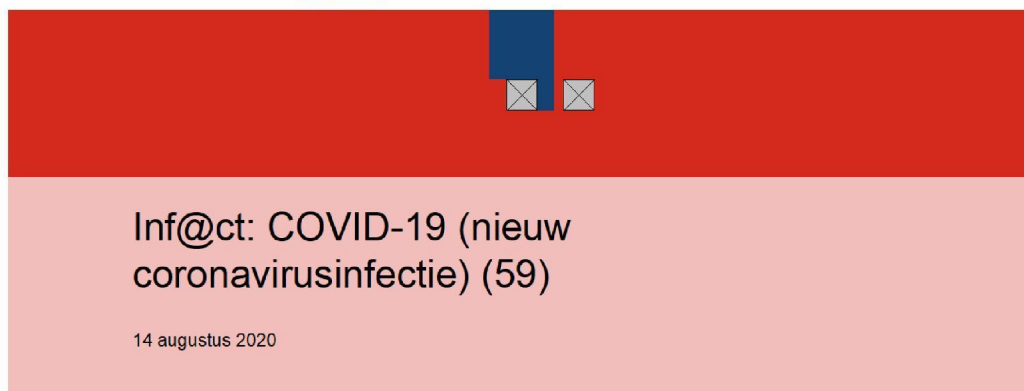 Inf@ct: COVID-19 (nieuw
coronavirusinfectie) (59)
14 augustus 2020